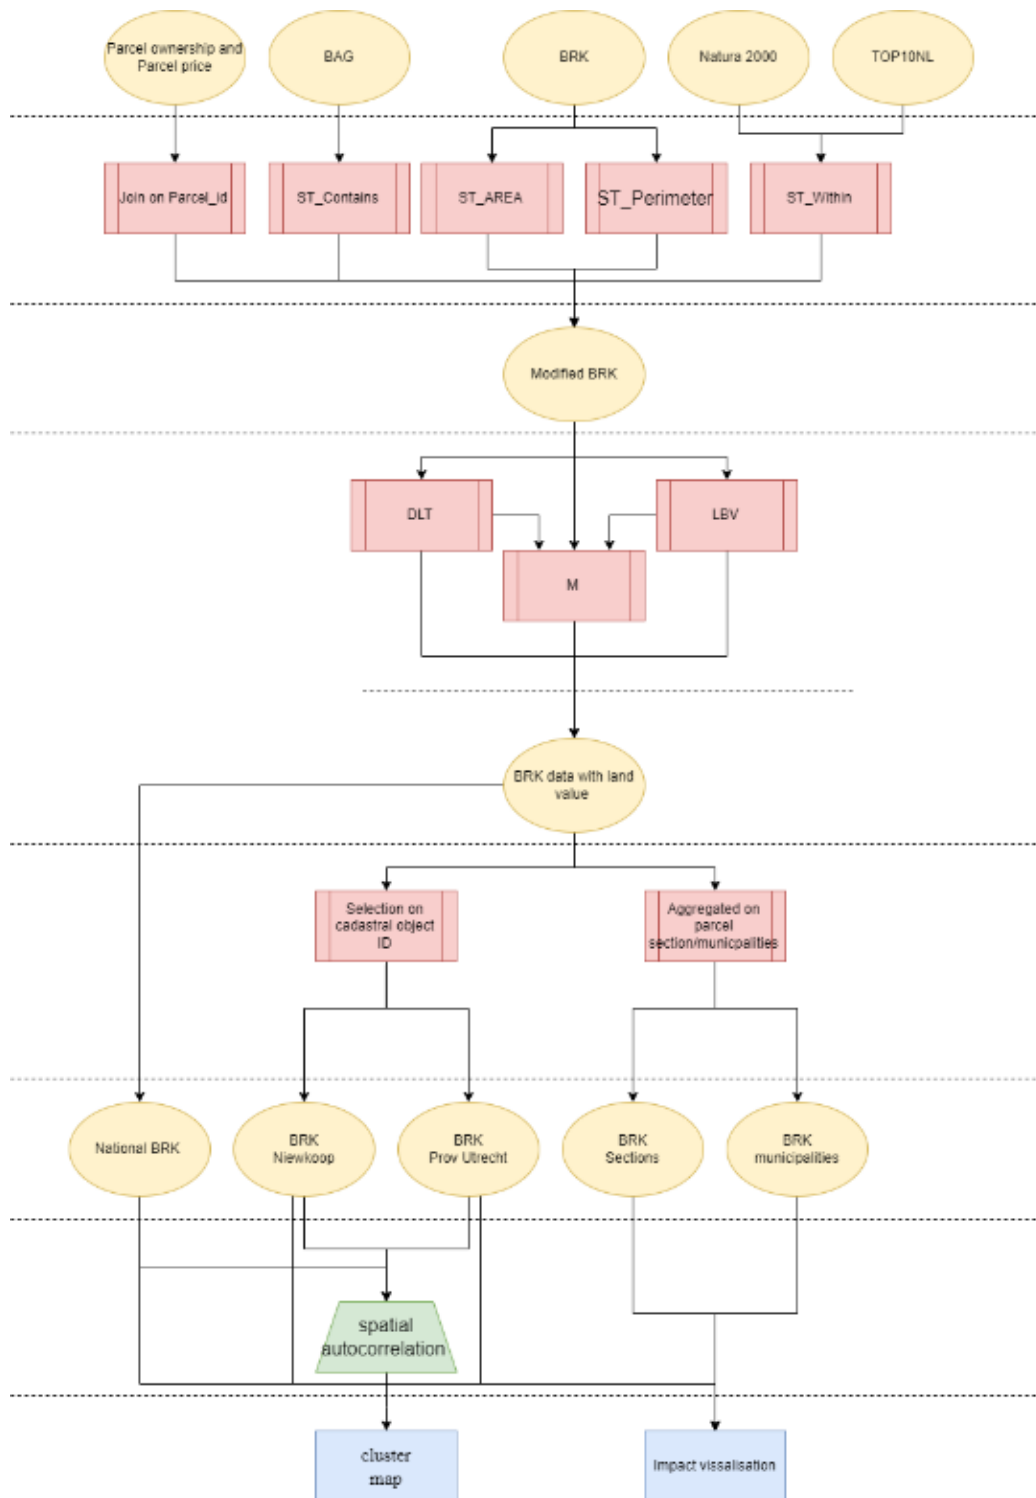 Parcel ownership and
Parcel price
BAG
BRK
Natura 2000
TOP10NL
Join on Parcel_id
ST_Contains
ST_AREA
ST_Perimeter
ST_Within
Modified BRK
DLT
LBV
M
BRK data with land
value
Selection on
cadastral object
ID
Aggregated on
parcel
section/municpalities
National BRK
BRK
Niewkoop
BRK
Prov Utrecht
BRK
Sections
BRK
municipalities
spatial
autocorrelation
cluster
map
Impact vissalisation